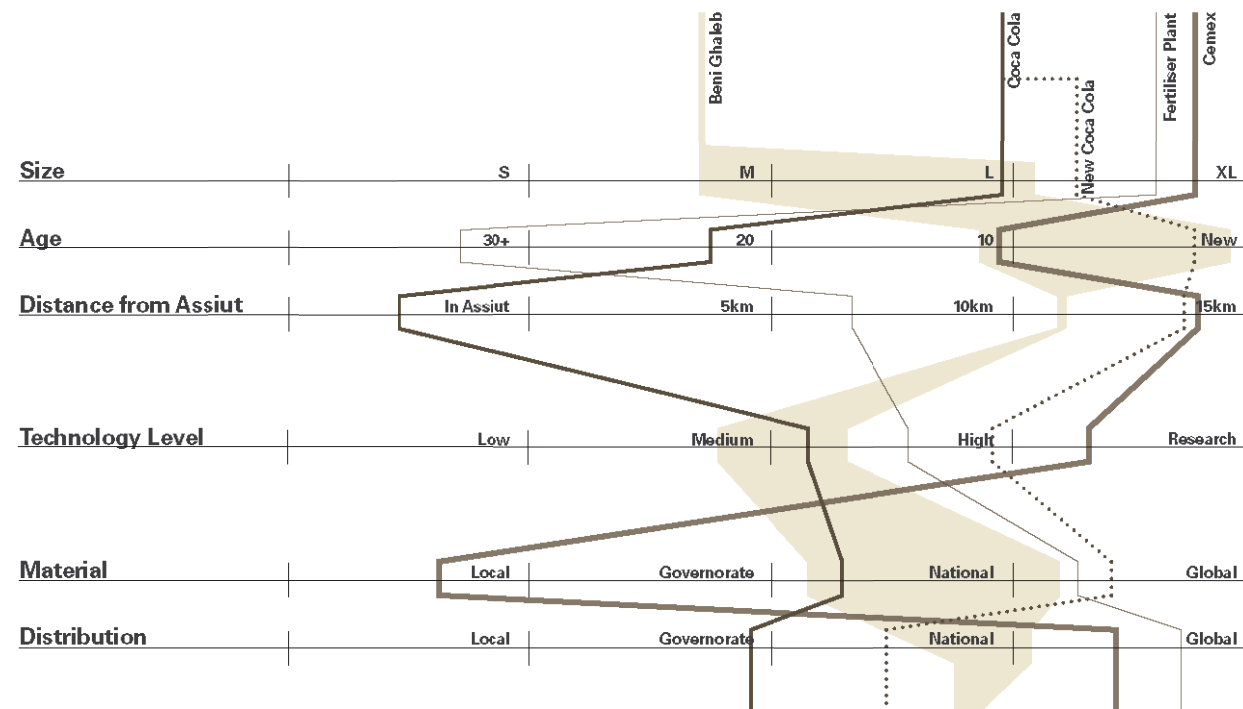 Beni Ghaleb
Coca Cola
New Coca Cola
Fertiliser Plant
Cemex
Size S M L XL
Age 30+ 20 10 New
Distance from Assiut In Assiut 5km 10km 15km
Technology Level Low Medium High Research
Material Local Governorate National Global
Distribution Local Governorate National Global